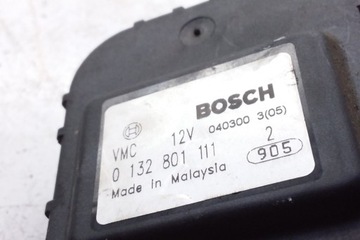 BOSCH
VMC 12V 040300 3(05)
0 132 801 111 2
Made in Malaysia 905